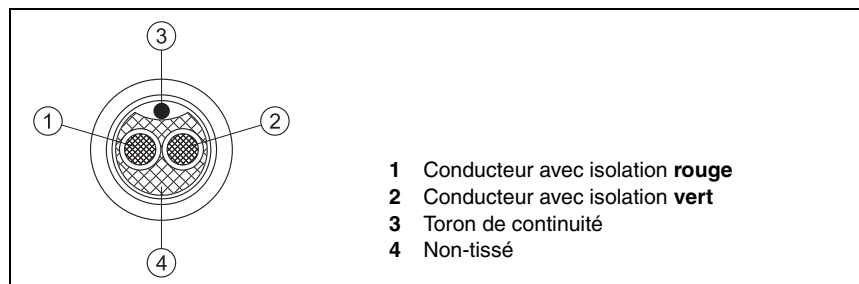 3
1
2
4
1 Conducteur avec isolation rouge
2 Conducteur avec isolation vert
3 Toron de continuité
4 Non-tissé